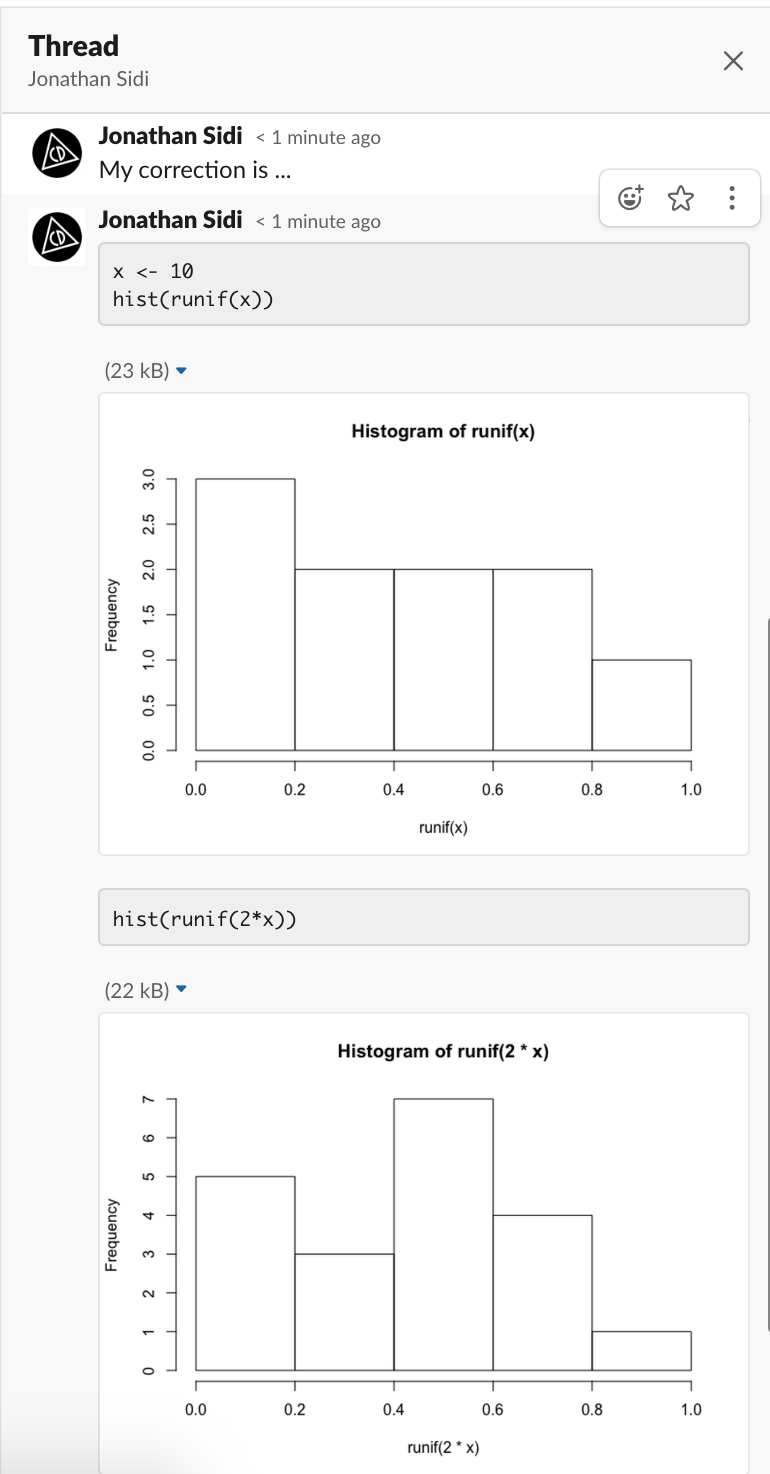 Thread
Jonathan Sidi
Jonathan Sidi < 1 minute ago
My correction is ...
Jonathan Sidi < 1 minute ago
CD
CD
x <- 10
hist(runif(x))
(23 kB)
Histogram of runif(x)
Frequency
3.0
2.5
2.0
1.5
1.0
0.5
0.0
0.0 0.2 0.4 0.6 0.8 1.0
runif(x)
hist(runif(2*x))
(22 kB)
Histogram of runif(2 * x)
Frequency
7
6
5
4
3
2
1
0
0.0 0.2 0.4 0.6 0.8 1.0
runif(2 * x)